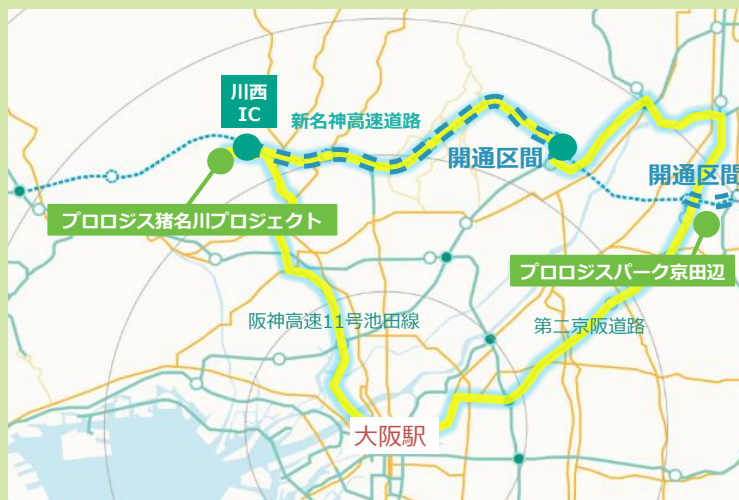 川西
IC
新名神高速道路
開通区間
開通区間
プロロジス猪名川プロジェクト
プロロジスパーク京田辺
阪神高速11号池田線
第二京阪道路
大阪駅